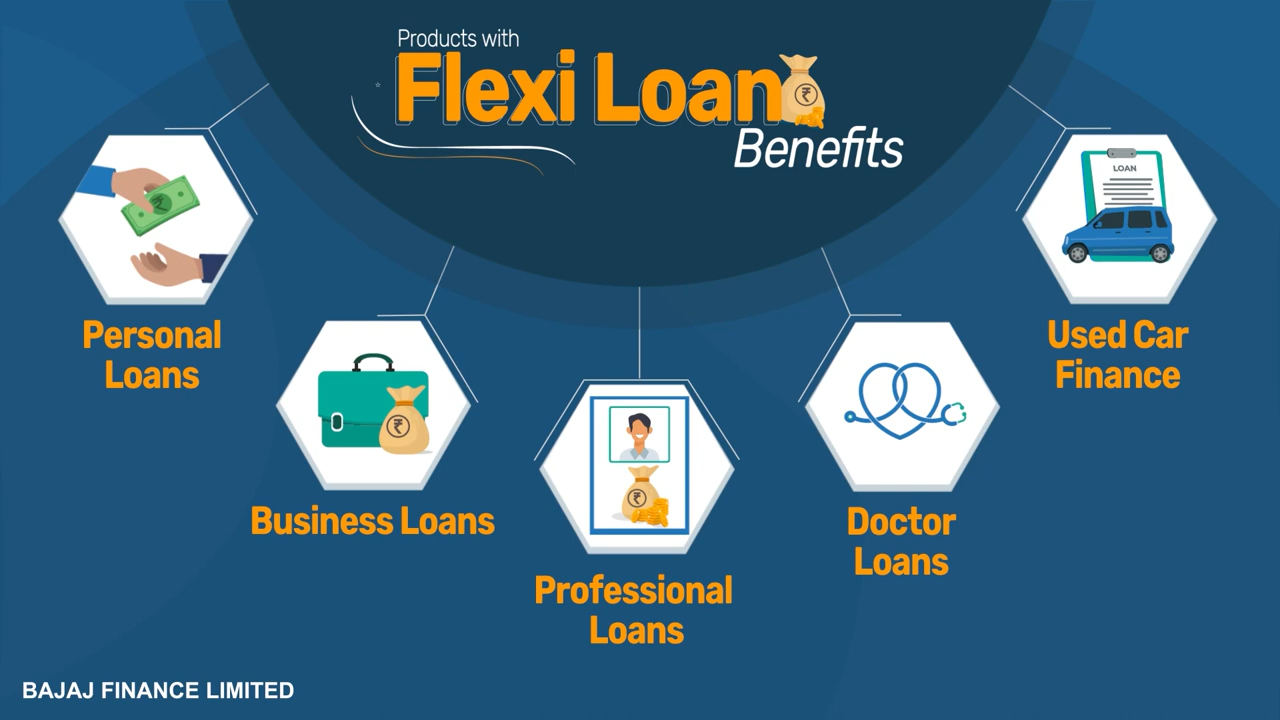 Products with
Flexi Loan
Benefits
LOAN
Personal
Loans
Business Loans
Professional
Loans
Doctor
Loans
Used Car
Finance
BAJAJ FINANCE LIMITED